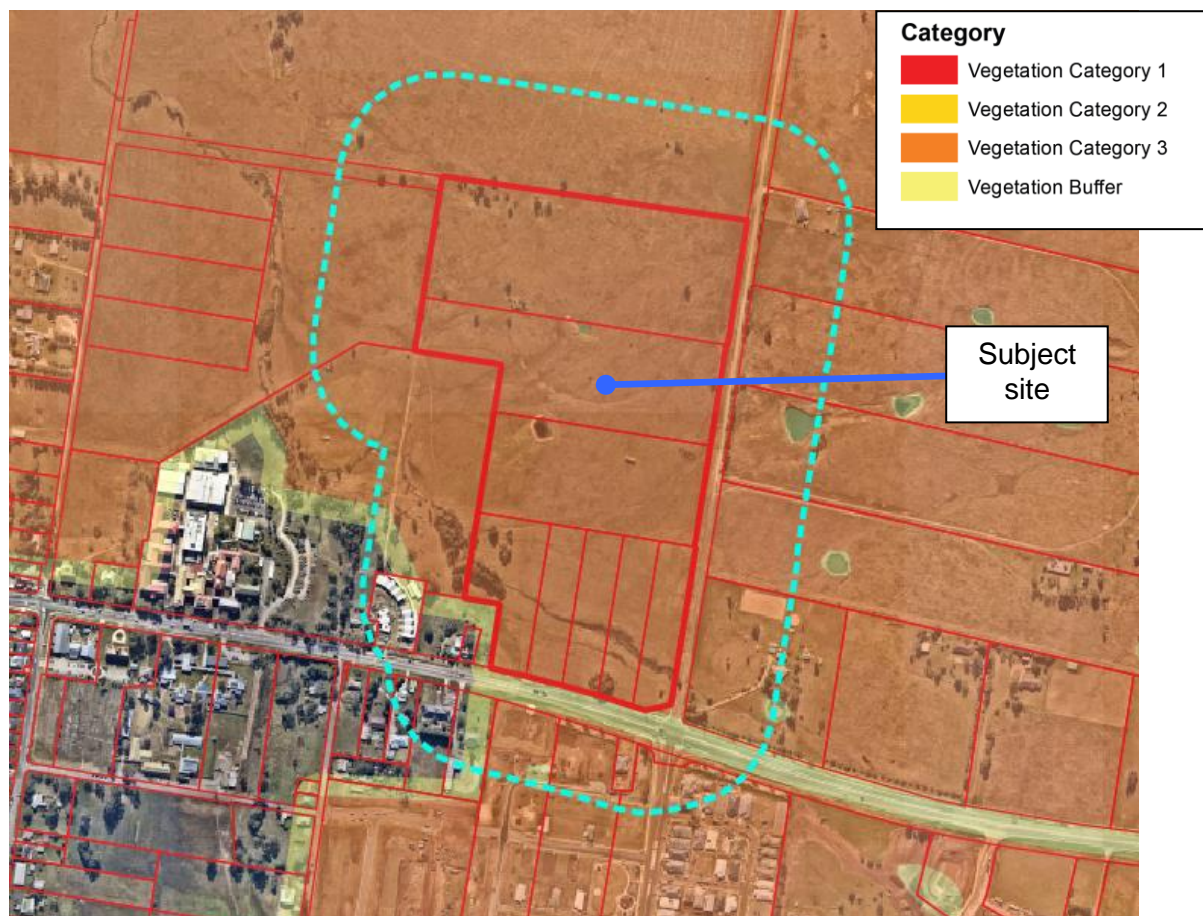 Category
Vegetation Category 1
Vegetation Category 2
Vegetation Category 3
Vegetation Buffer
Subject
site